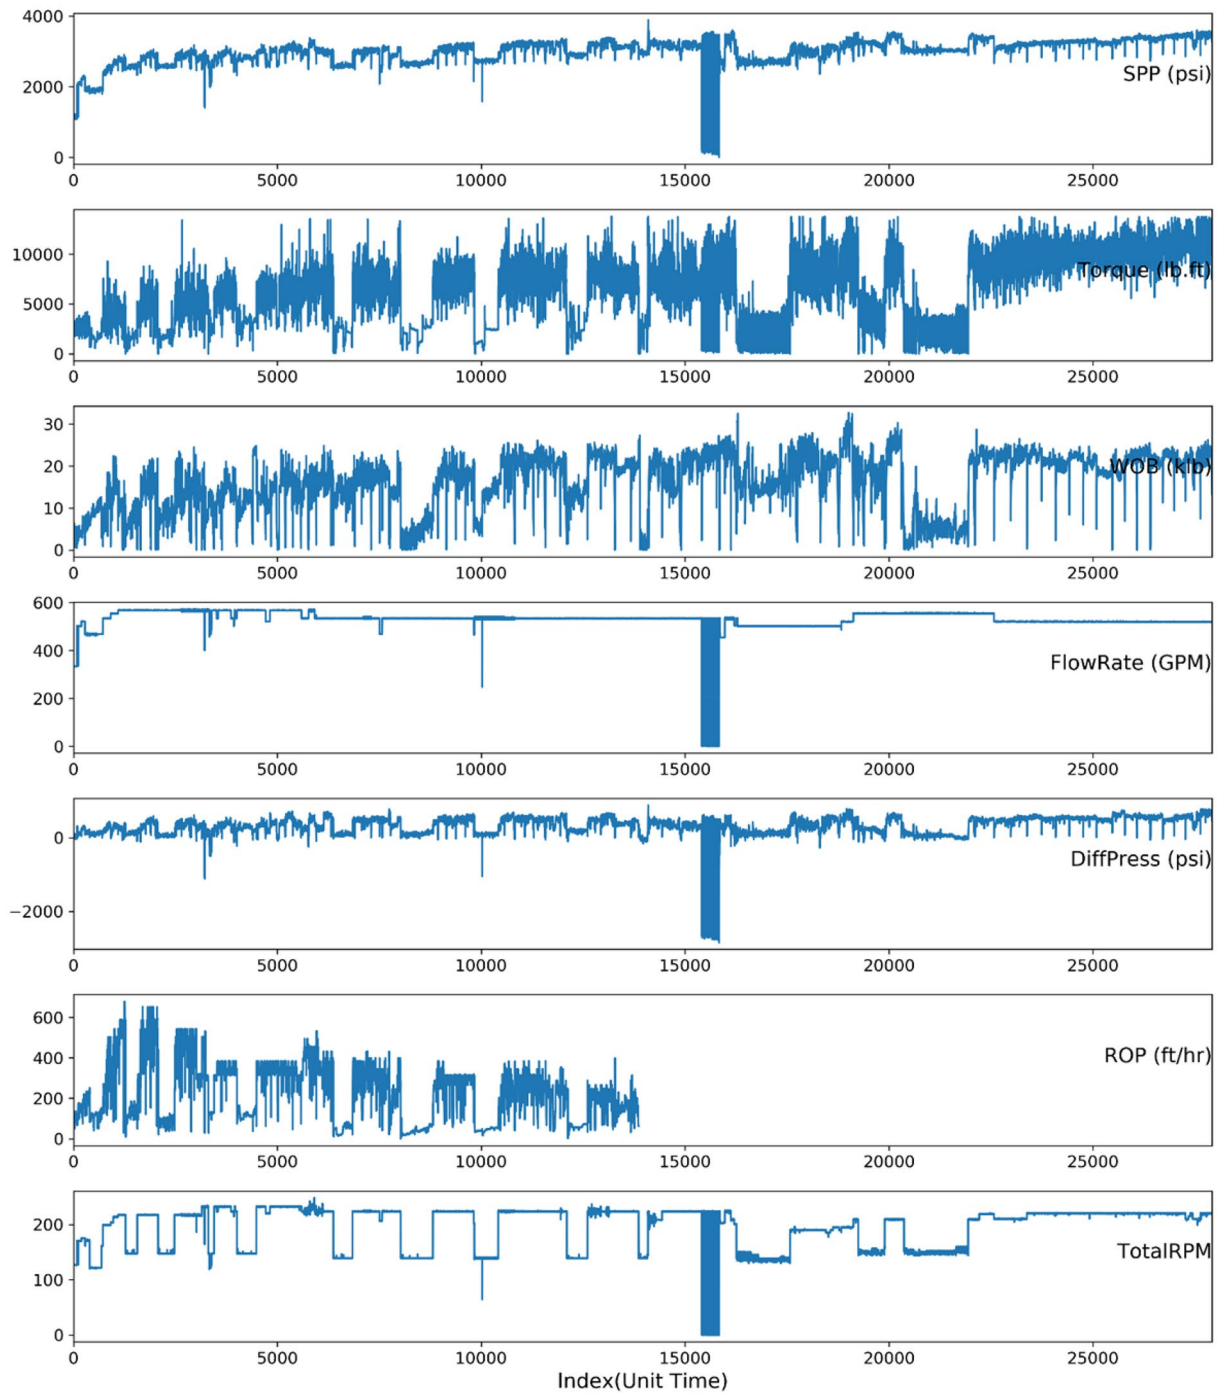 4000
2000
0
SPP (psi)
0 5000 10000 15000 20000 25000
10000
5000
0
Torque (lb.ft)
0 5000 10000 15000 20000 25000
30
20
10
0
WOB (klb)
0 5000 10000 15000 20000 25000
600
400
200
0
FlowRate (GPM)
0 5000 10000 15000 20000 25000
0
−2000
DiffPress (psi)
0 5000 10000 15000 20000 25000
600
400
200
0
ROP (ft/hr)
0 5000 10000 15000 20000 25000
200
100
0
TotalRPM
0 5000 10000 15000 20000 25000
Index(Unit Time)